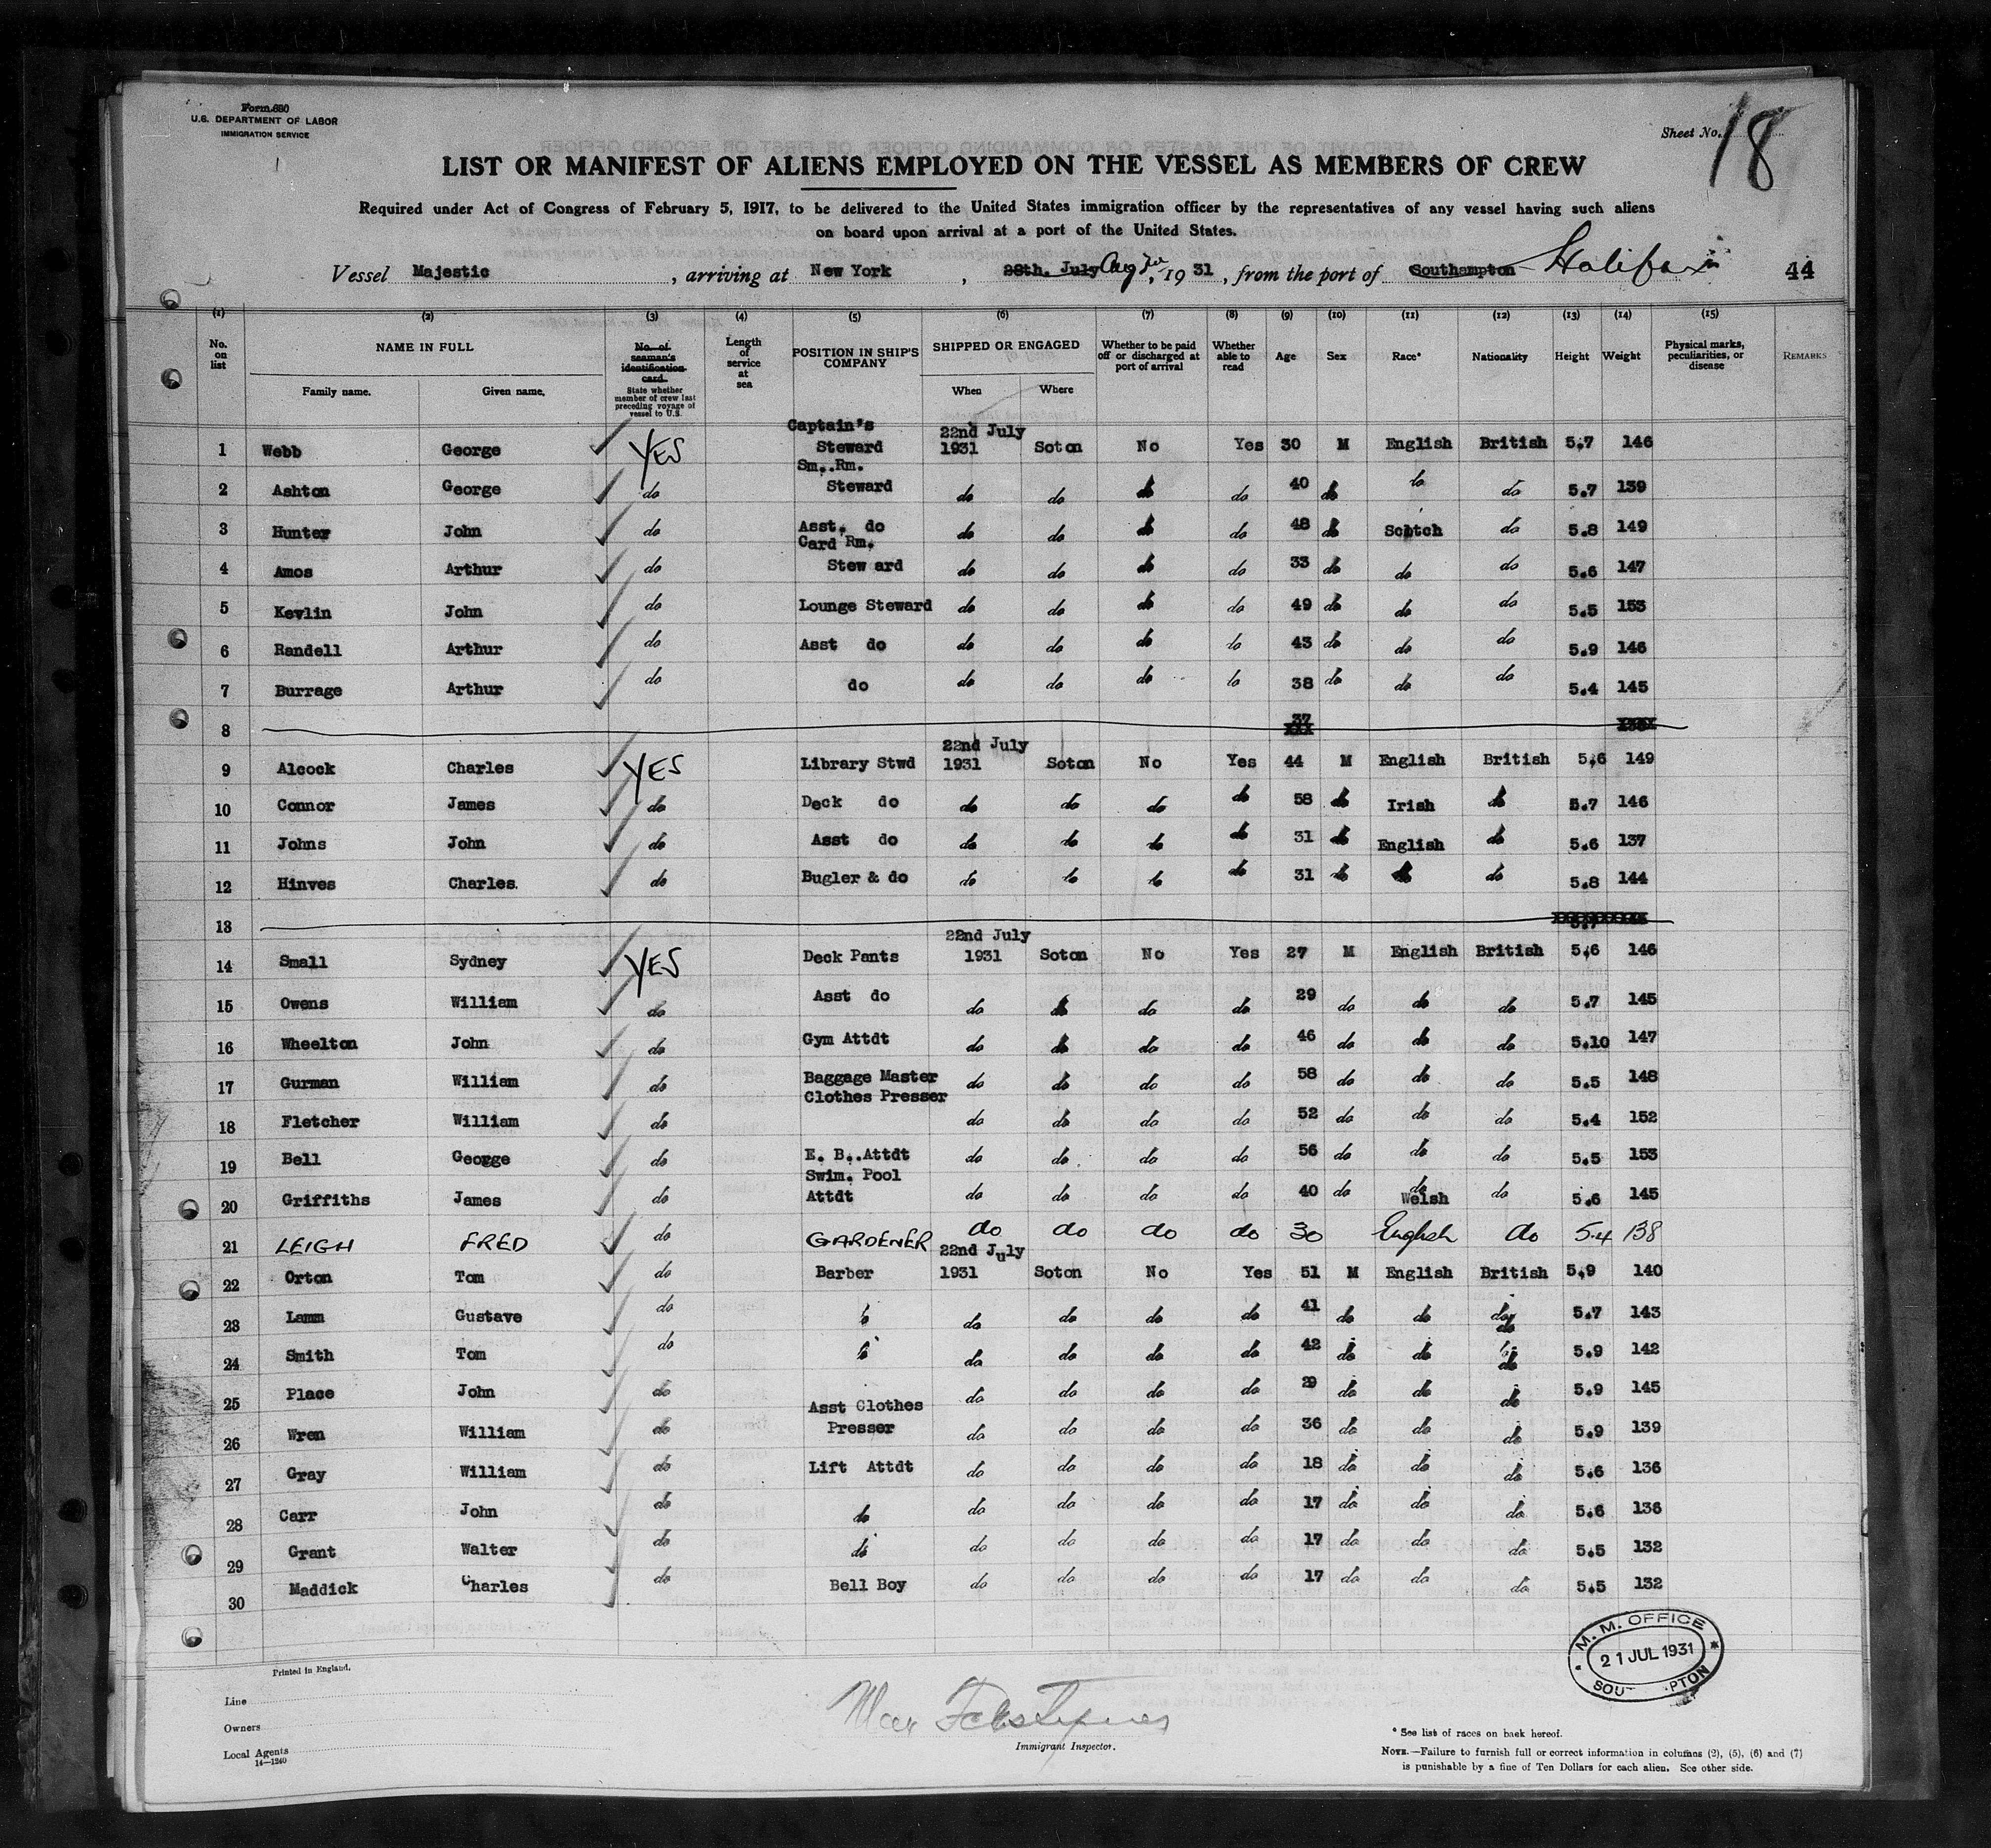 Form 680
U.S. DEPARTMENT OF LABOR
IMMIGRATION SERVICE
Sheet No. 18
LIST OR MANIFEST OF ALIENS EMPLOYED ON THE VESSEL AS MEMBERS OF CREW
Required under Act of Congress of February 5, 1917, to be delivered to the United States immigration officer by the representatives of any vessel having such aliens
on board upon arrival at a port of the United States.
Vessel Majestic, arriving at New York, 28th. July Aug, 1931, from the port of Southampton Halifax 44
(1) (2) (3) (4) (5) (6) (7) (8) (9) (10) (11) (12) (13) (14) (15)
No. on list NAME IN FULL Family name. Given name. No. of seaman's identification card. State whether member of crew last preceding voyage of vessel to U.S. Length of service at sea POSITION IN SHIP'S COMPANY SHIPPED OR ENGAGED When Where Whether to be paid off or discharged at port of arrival Whether able to read Age Sex Race* Nationality Height Weight Physical marks, peculiarities, or disease REMARKS
1 Webb George YES Captain's Steward 22nd July 1931 Soton No Yes 30 M English British 5.7 146
2 Ashton George do Sm. Rm. Steward do do do do 40 do do do 5.7 139
3 Hunter John do Asst. do do do do do 48 do Scotch do 5.8 149
4 Amos Arthur do Card Rm. Steward do do do do 33 do do do 5.6 147
5 Kevlin John do Lounge Steward do do do do 49 do do do 5.5 153
6 Randell Arthur do Asst do do do do do 43 do do do 5.9 146
7 Burrage Arthur do do do do do do 38 do do do 5.4 145
8 37
9 Alcock Charles YES Library Stwd 22nd July 1931 Soton No Yes 44 M English British 5.6 149
10 Connor James do Deck do do do do do 58 do Irish do 5.7 146
11 Johns John do Asst do do do do do 31 do English do 5.6 137
12 Hinves Charles. do Bugler & do do do do do 31 do do do 5.8 144
13
14 Small Sydney YES Deck Pants 22nd July 1931 Soton No Yes 27 M English British 5.6 146
15 Owens William do Asst do do do do do 29 do do do 5.7 145
16 Wheelton John do Gym Attdt do do do do 46 do do do 5.10 147
17 Gurman William do Baggage Master do do do do 58 do do do 5.5 148
18 Fletcher William do Clothes Presser do do do do 52 do do do 5.4 152
19 Bell George do E. B. Attdt do do do do 56 do do do 5.5 153
20 Griffiths James do Swim. Pool Attdt do do do do 40 do do Welsh do 5.6 145
21 LEIGH FRED do GARDENER do do do do 30 English do 5.4 138
22 Orton Tom do Barber 22nd July 1931 Soton No Yes 51 M English British 5.9 140
23 Lamm Gustave do do do do do do 41 do do do 5.7 143
24 Smith Tom do do do do do do 42 do do do do 5.9 142
25 Place John do do do do do 29 do do do 5.9 145
26 Wren William do Asst Clothes Presser do do do do 36 do do do 5.9 139
27 Gray William do Lift Attdt do do do do 18 do do do 5.6 136
28 Carr John do do do do do do 17 do do do 5.6 136
29 Grant Walter do do do do do do 17 do do do 5.5 132
30 Maddick Charles do Bell Boy do do do do 17 do do do 5.5 132
M. M. OFFICE
21 JUL 1931
Printed in England.
Line
Owners
Local Agents
14—1240
Immigrant Inspector.
* See list of races on back hereof.
NOTE.—Failure to furnish full or correct information in columns (2), (5), (6) and (7)
is punishable by a fine of Ten Dollars for each alien. See other side.